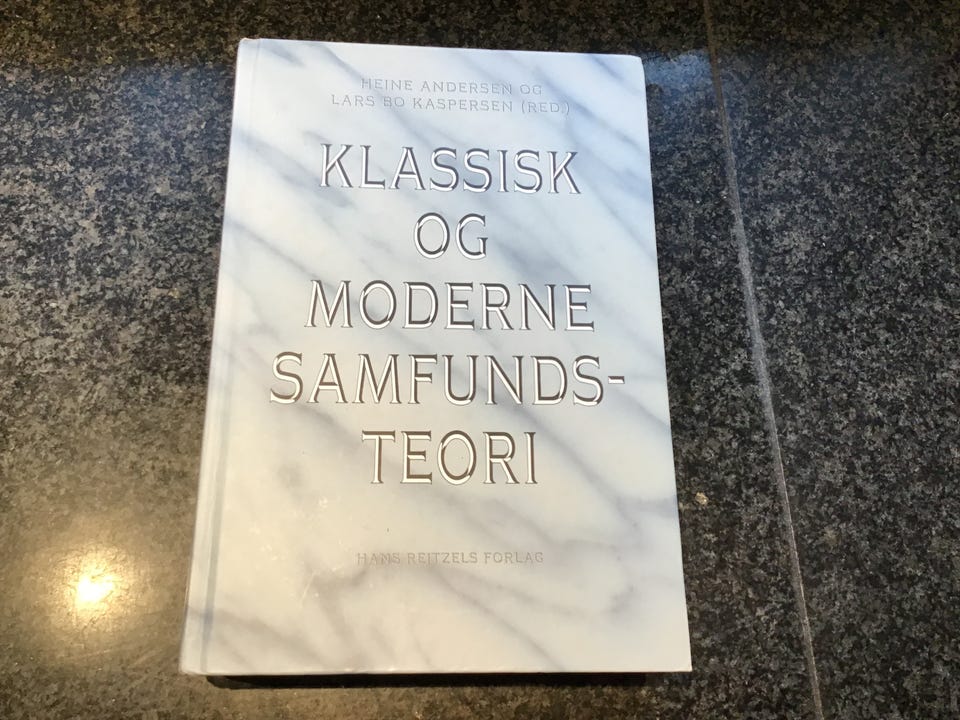 HEINE ANDERSEN OG
LARS BO KASPERSEN (RED.)
KLASSISK
OG
MODERNE
SAMFUNDS-
TEORI
HANS REITZELS FORLAG